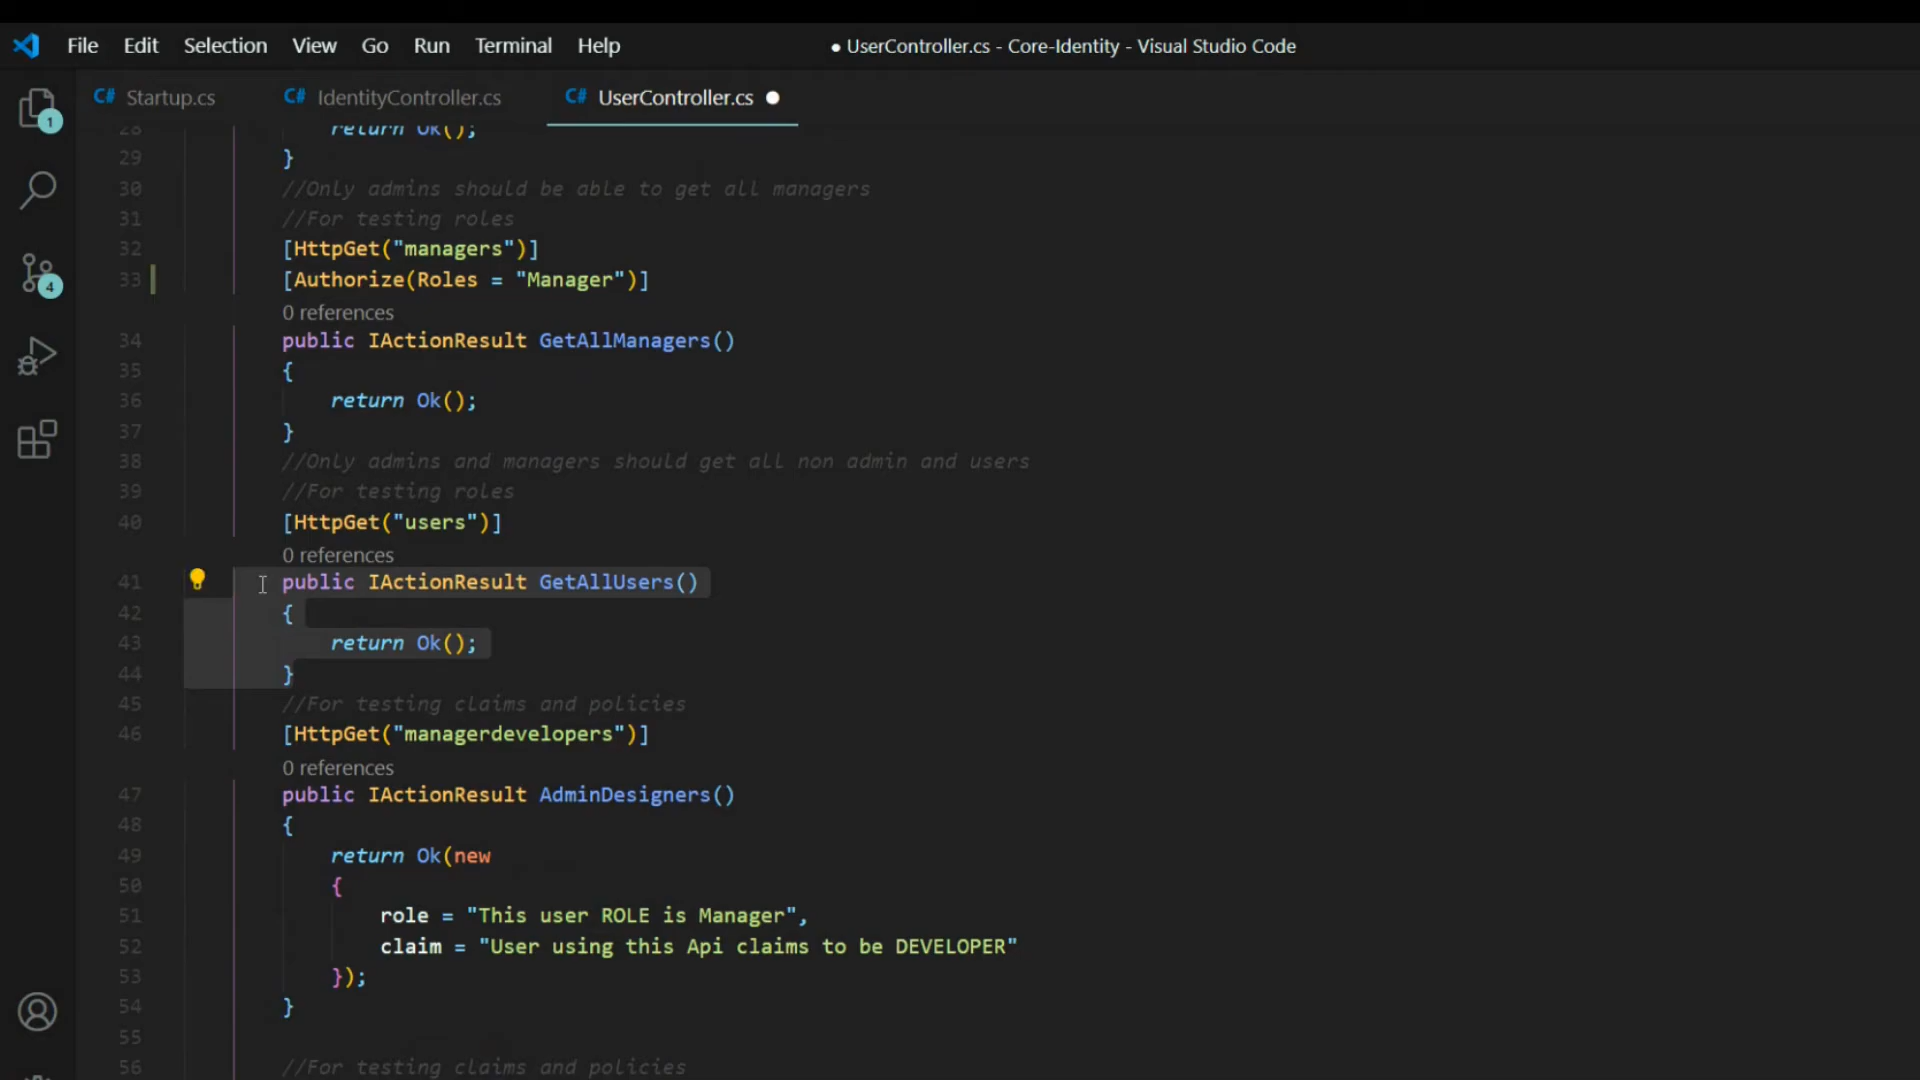 File Edit Selection View Go Run Terminal Help ● UserController.cs - Core-Identity - Visual Studio Code
C# Startup.cs C# IdentityController.cs C# UserController.cs ●
28 return Ok();
29 }
30 //Only admins should be able to get all managers
31 //For testing roles
32 [HttpGet("managers")]
33 [Authorize(Roles = "Manager")]
0 references
34 public IActionResult GetAllManagers()
35 {
36 return Ok();
37 }
38 //Only admins and managers should get all non admin and users
39 //For testing roles
40 [HttpGet("users")]
0 references
41 public IActionResult GetAllUsers()
42 {
43 return Ok();
44 }
45 //For testing claims and policies
46 [HttpGet("managerdevelopers")]
0 references
47 public IActionResult AdminDesigners()
48 {
49 return Ok(new
50 {
51 role = "This user ROLE is Manager",
52 claim = "User using this Api claims to be DEVELOPER"
53 });
54 }
55
56 //For testing claims and policies
1
4